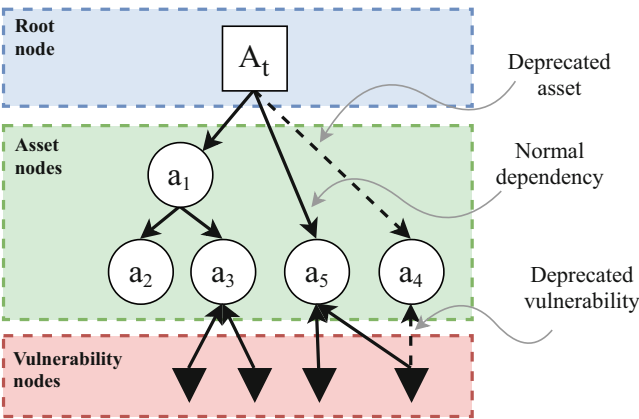 Root
node
A_t
Deprecated
asset
Asset
nodes
a_1
Normal
dependency
a_2
a_3
a_5
a_4
Deprecated
vulnerability
Vulnerability
nodes